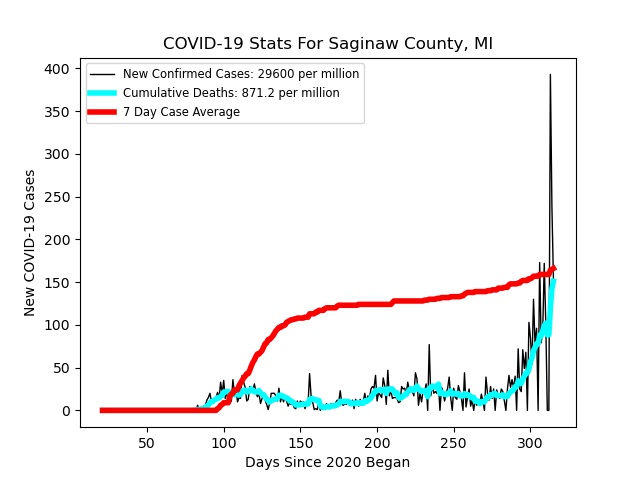 COVID-19 Stats For Saginaw County, MI
New Confirmed Cases: 29600 per million
Cumulative Deaths: 871.2 per million
7 Day Case Average
New COVID-19 Cases
400
350
300
250
200
150
100
50
0
50 100 150 200 250 300
Days Since 2020 Began